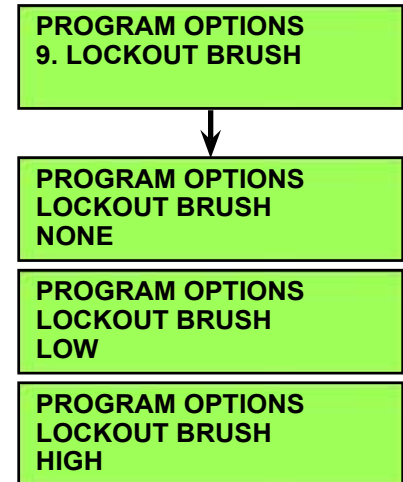 PROGRAM OPTIONS
9. LOCKOUT BRUSH
PROGRAM OPTIONS
LOCKOUT BRUSH
NONE
PROGRAM OPTIONS
LOCKOUT BRUSH
LOW
PROGRAM OPTIONS
LOCKOUT BRUSH
HIGH